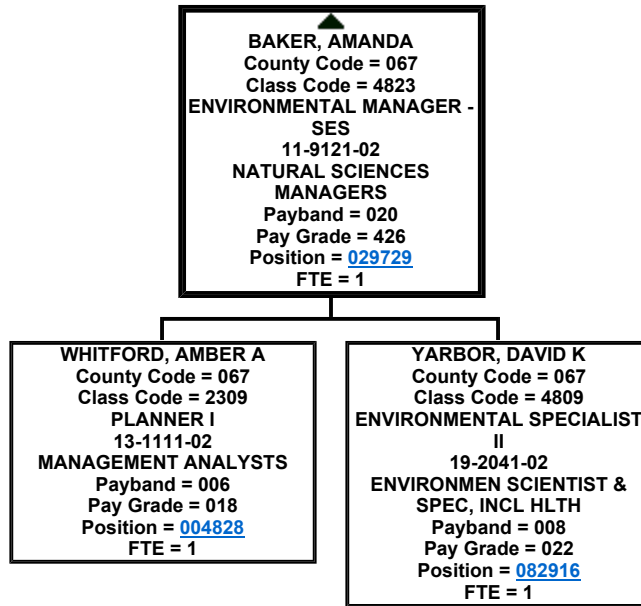 BAKER, AMANDA
County Code = 067
Class Code = 4823
ENVIRONMENTAL MANAGER -
SES
11-9121-02
NATURAL SCIENCES
MANAGERS
Payband = 020
Pay Grade = 426
Position = 029729
FTE = 1
WHITFORD, AMBER A
County Code = 067
Class Code = 2309
PLANNER I
13-1111-02
MANAGEMENT ANALYSTS
Payband = 006
Pay Grade = 018
Position = 004828
FTE = 1
YARBOR, DAVID K
County Code = 067
Class Code = 4809
ENVIRONMENTAL SPECIALIST
II
19-2041-02
ENVIRONMEN SCIENTIST &
SPEC, INCL HLTH
Payband = 008
Pay Grade = 022
Position = 082916
FTE = 1